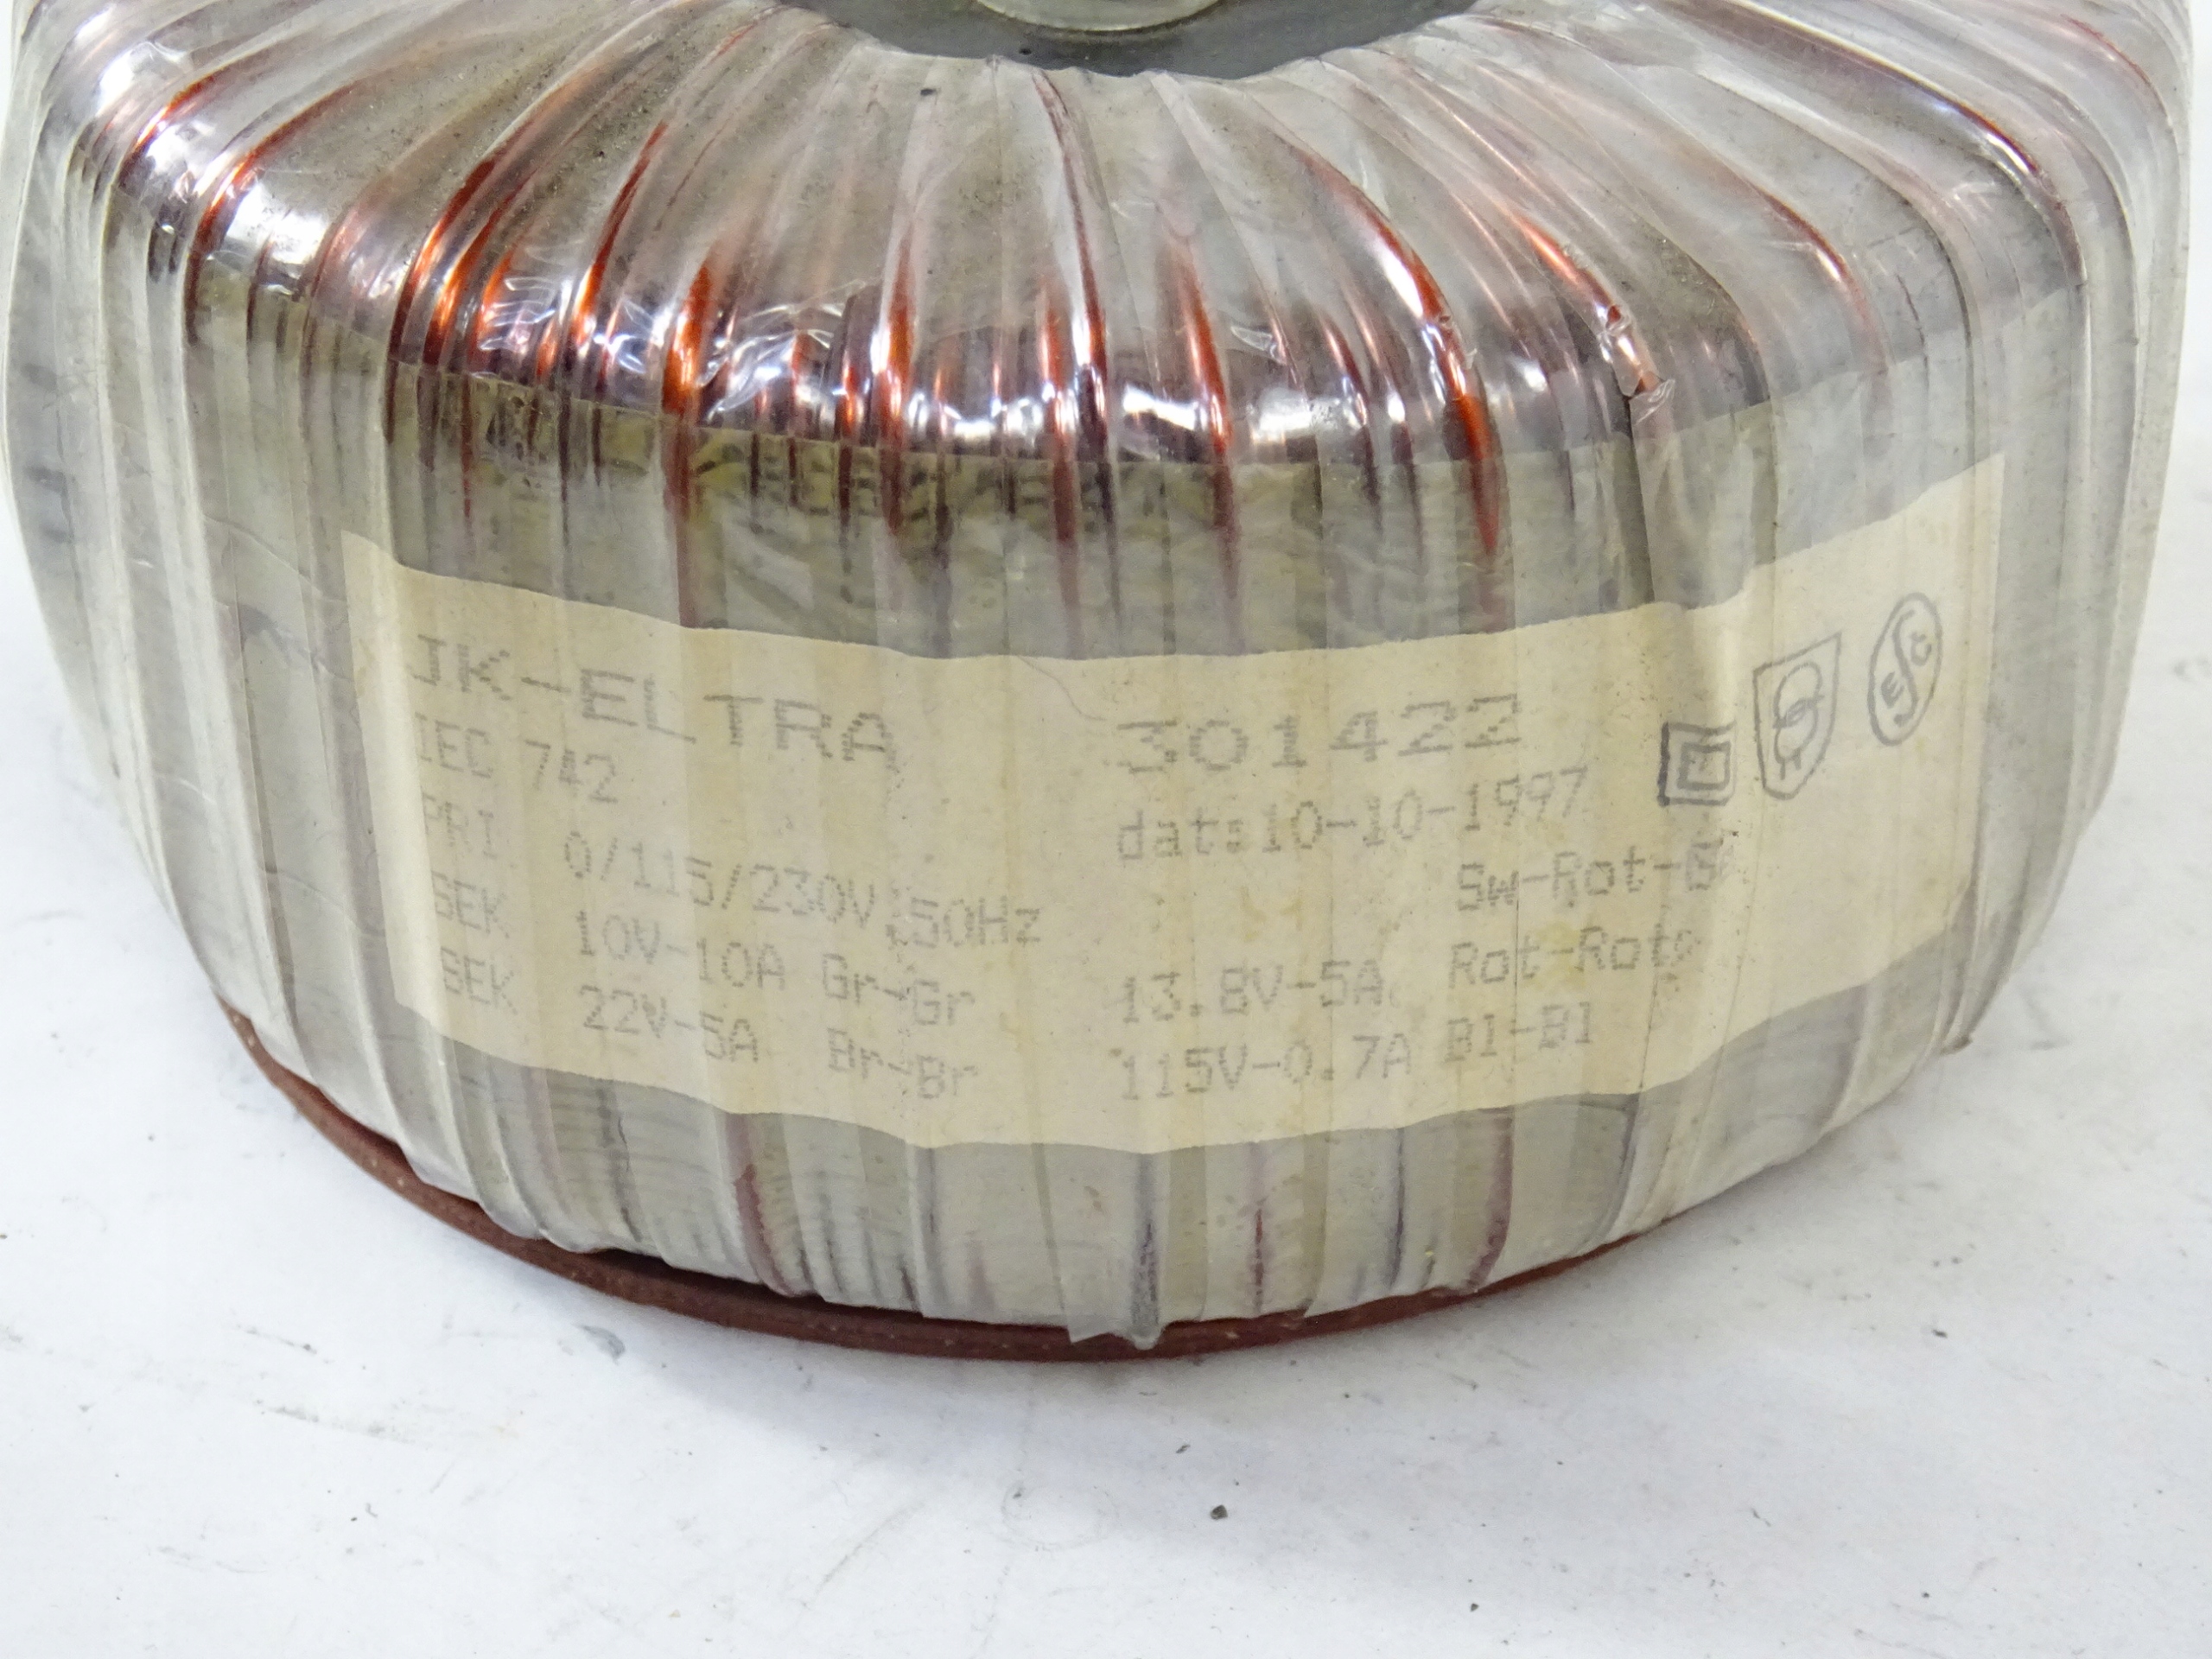 JK-ELTRA 301422
IEC 742 dat:10-10-1997
PRI 0/115/230V,50Hz Sw-Rot-Ge
SEK 10V-10A Gr-Gr 13.8V-5A Rot-Rot
SEK 22V-5A Br-Br 115V-0.7A Bl-Bl